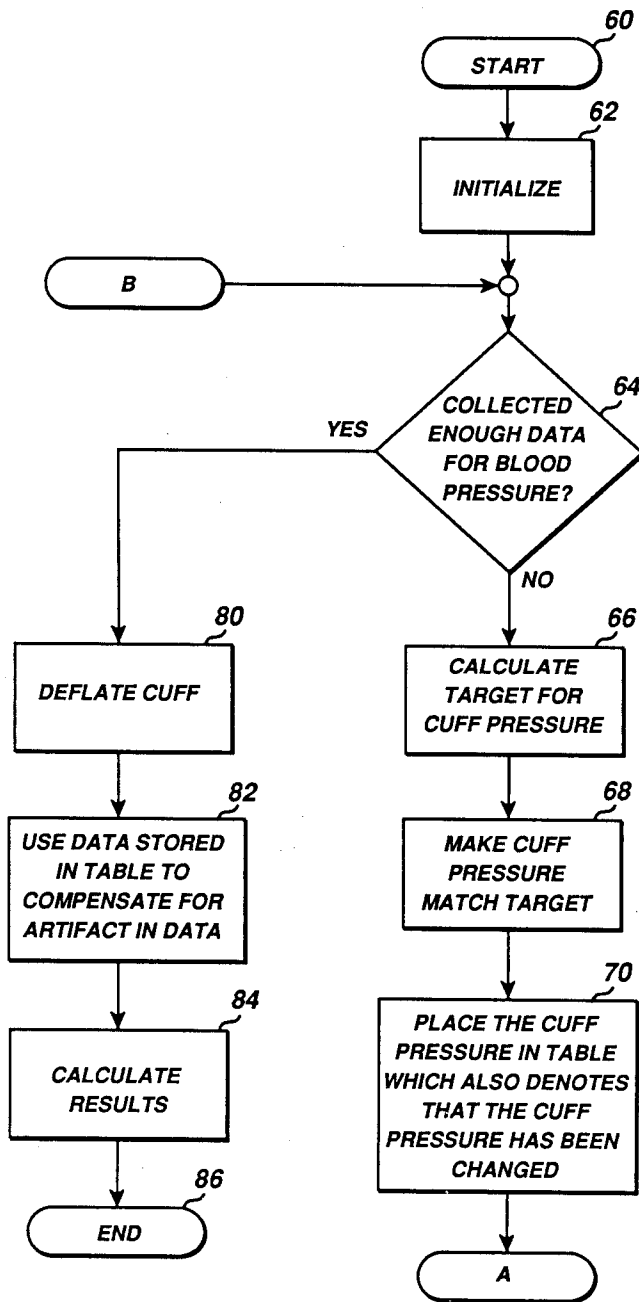 60
START
62
INITIALIZE
B
64
COLLECTED
ENOUGH DATA
FOR BLOOD
PRESSURE?
YES
NO
80
DEFLATE CUFF
82
USE DATA STORED
IN TABLE TO
COMPENSATE FOR
ARTIFACT IN DATA
84
CALCULATE
RESULTS
86
END
66
CALCULATE
TARGET FOR
CUFF PRESSURE
68
MAKE CUFF
PRESSURE
MATCH TARGET
70
PLACE THE CUFF
PRESSURE IN TABLE
WHICH ALSO DENOTES
THAT THE CUFF
PRESSURE HAS BEEN
CHANGED
A